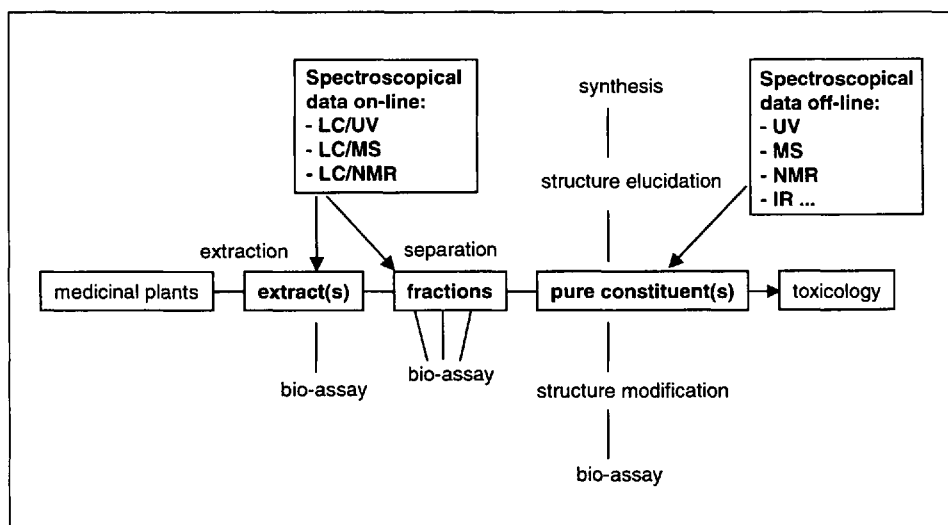 Spectroscopical
data on-line:
- LC/UV
- LC/MS
- LC/NMR
synthesis
Spectroscopical
data off-line:
- UV
- MS
- NMR
- IR ...
structure elucidation
extraction
separation
medicinal plants
extract(s)
fractions
pure constituent(s)
toxicology
bio-assay
bio-assay
structure modification
bio-assay